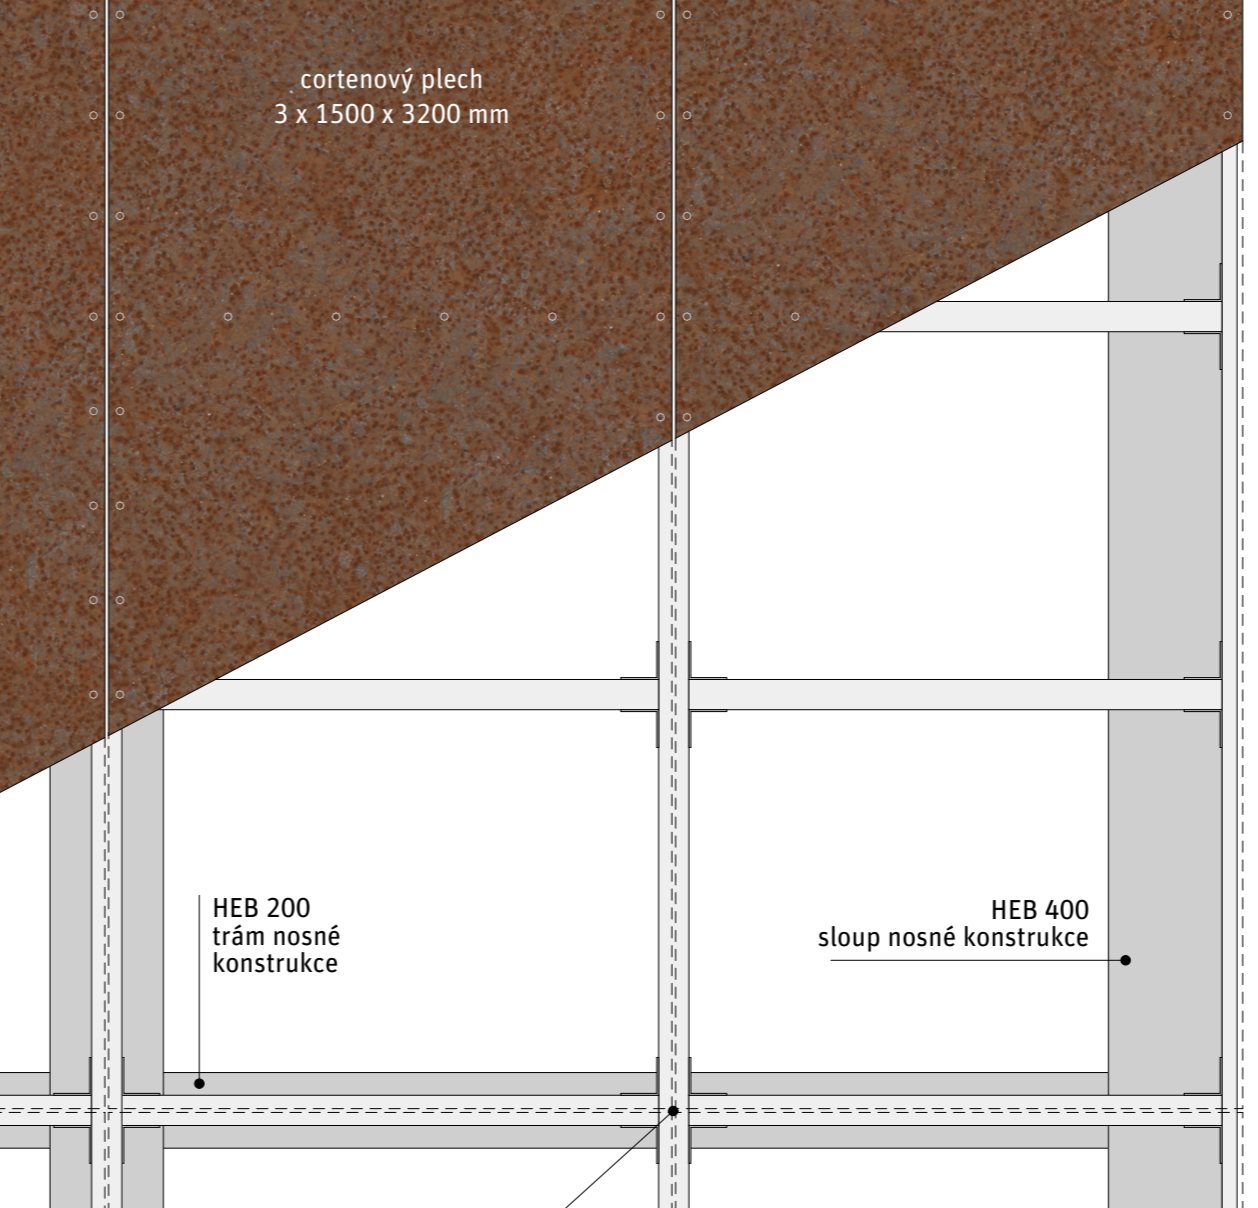 cortenový plech
3 x 1500 x 3200 mm
HEB 200
trám nosné
konstrukce
HEB 400
sloup nosné konstrukce